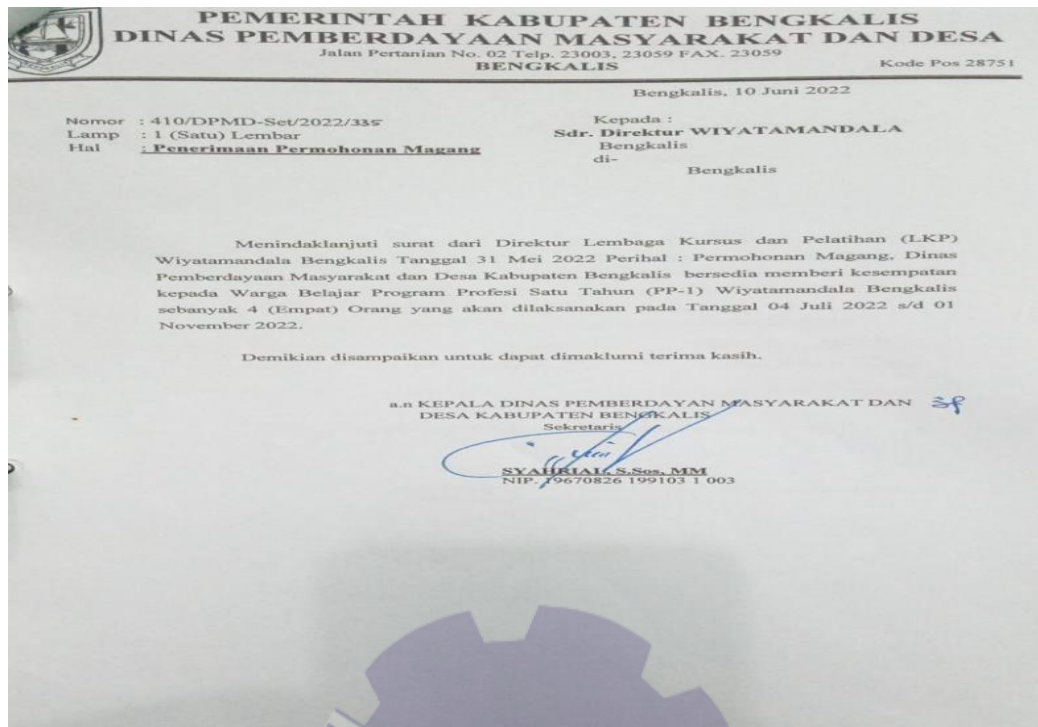 PEMERINTAH KABUPATEN BENGKALIS
DINAS PEMBERDAYAAN MASYARAKAT DAN DESA
Jalan Pertanian No. 02 Telp. 23003, 23059 FAX. 23059
BENGKALIS Kode Pos 28751
Bengkalis, 10 Juni 2022
Nomor : 410/DPMD-Set/2022/335
Lamp : 1 (Satu) Lembar
Hal : Penerimaan Permohonan Magang
Kepada :
Sdr. Direktur WIYATAMANDALA
Bengkalis
di-
Bengkalis
Menindaklanjuti surat dari Direktur Lembaga Kursus dan Pelatihan (LKP)
Wiyatamandala Bengkalis Tanggal 31 Mei 2022 Perihal : Permohonan Magang, Dinas
Pemberdayaan Masyarakat dan Desa Kabupaten Bengkalis bersedia memberi kesempatan
kepada Warga Belajar Program Profesi Satu Tahun (PP-1) Wiyatamandala Bengkalis
sebanyak 4 (Empat) Orang yang akan dilaksanakan pada Tanggal 04 Juli 2022 s/d 01
November 2022.
Demikian disampaikan untuk dapat dimaklumi terima kasih.
a.n KEPALA DINAS PEMBERDAYAN MASYARAKAT DAN
DESA KABUPATEN BENGKALIS
Sekretaris
SYAHRIAL, S.Sos, MM
NIP. 19670826 199103 1 003